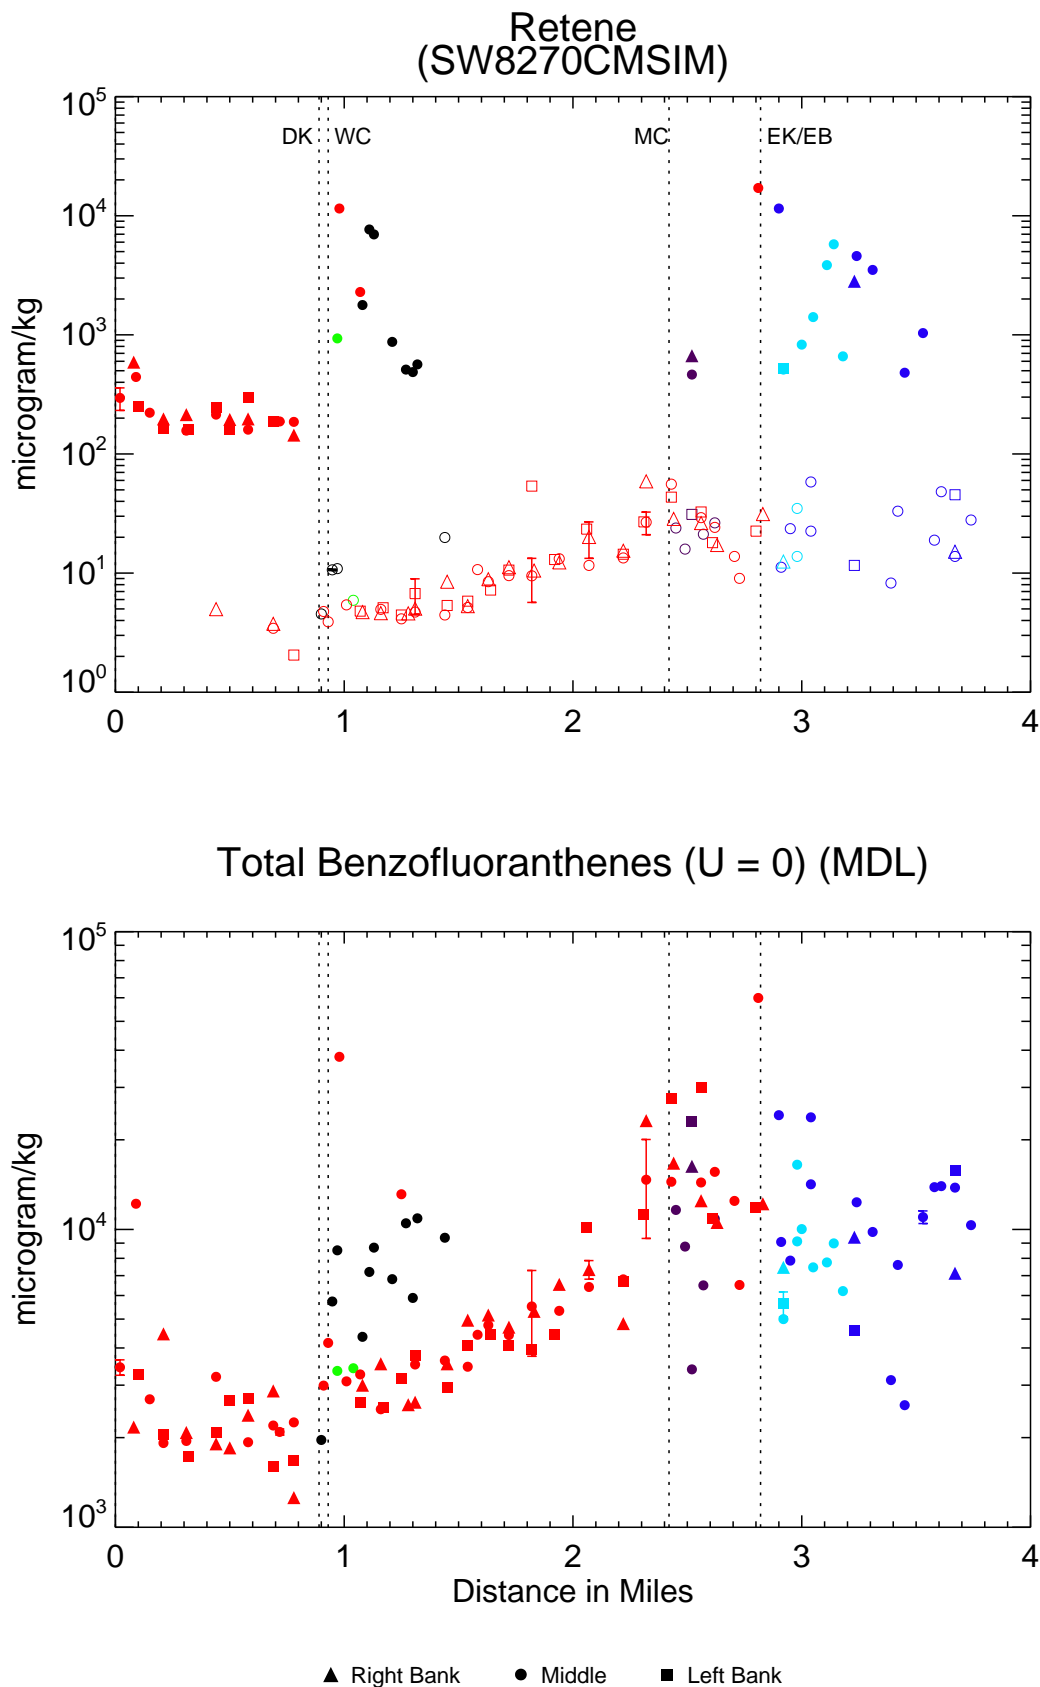 Retene
(SW8270CMSIM)
10^5
10^4
10^3
10^2
10^1
10^0
microgram/kg
DK WC MC EK/EB
0 1 2 3 4
Total Benzofluoranthenes (U = 0) (MDL)
10^5
10^4
10^3
microgram/kg
0 1 2 3 4
Distance in Miles
Right Bank Middle Left Bank